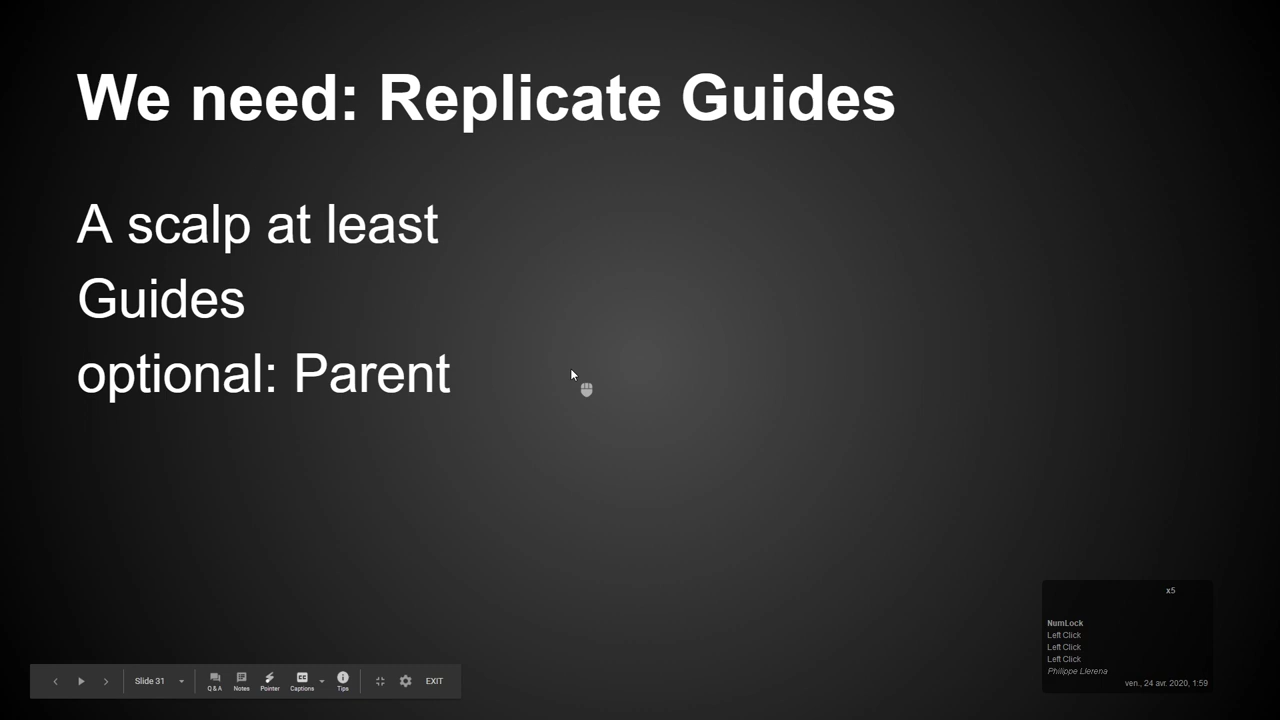 We need: Replicate Guides
A scalp at least
Guides
optional: Parent
x5
NumLock
Left Click
Left Click
Left Click
Philippe Llerena
ven., 24 avr. 2020, 1:59
Slide 31
Q & A
Notes
Pointer
Captions
Tips
EXIT